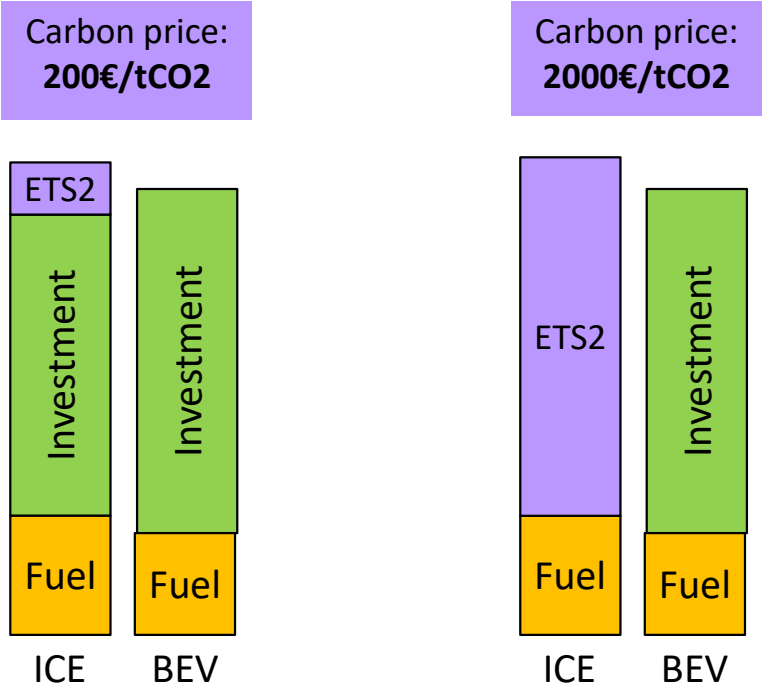 Carbon price:
200€/tCO2
Carbon price:
2000€/tCO2
ETS2
Investment
Fuel
ICE
Investment
Fuel
BEV
ETS2
Fuel
ICE
Investment
Fuel
BEV